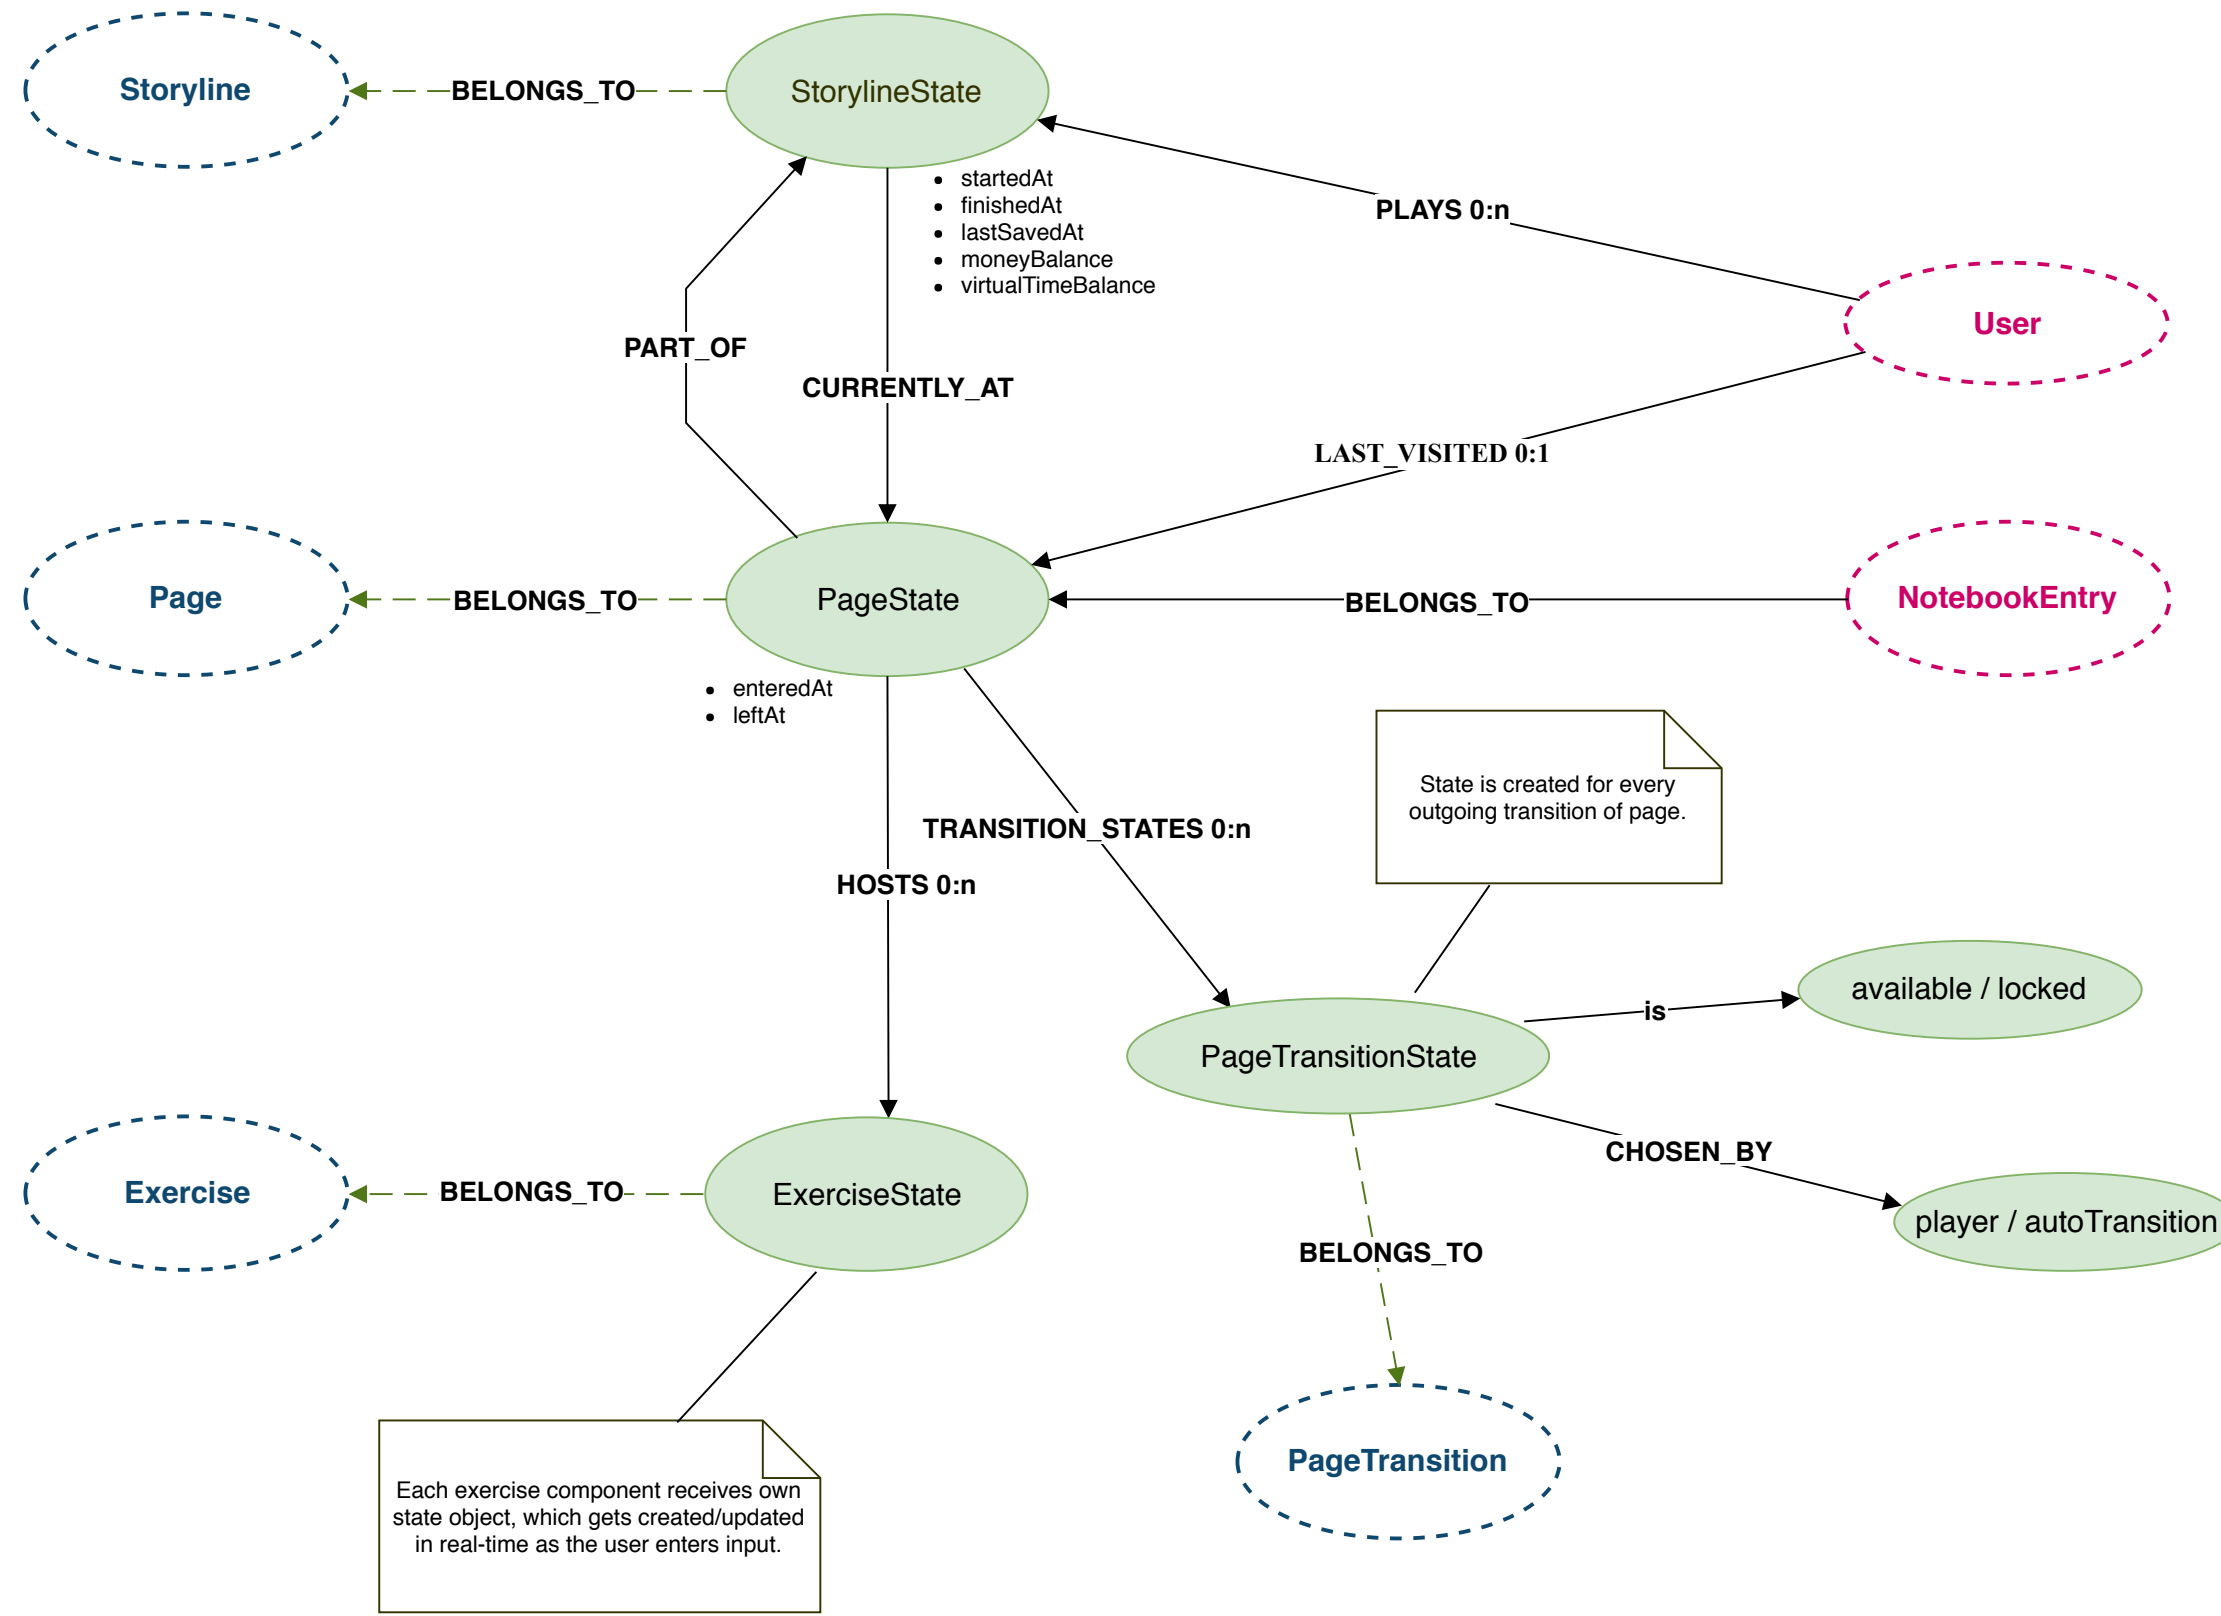 Storyline
BELONGS_TO
StorylineState
startedAt
finishedAt
lastSavedAt
moneyBalance
virtualTimeBalance
PLAYS 0:n
User
PART_OF
CURRENTLY_AT
LAST_VISITED 0:1
Page
BELONGS_TO
PageState
BELONGS_TO
NotebookEntry
enteredAt
leftAt
State is created for every
outgoing transition of page.
TRANSITION_STATES 0:n
HOSTS 0:n
available / locked
is
PageTransitionState
CHOSEN_BY
player / autoTransition
Exercise
BELONGS_TO
ExerciseState
BELONGS_TO
PageTransition
Each exercise component receives own
state object, which gets created/updated
in real-time as the user enters input.